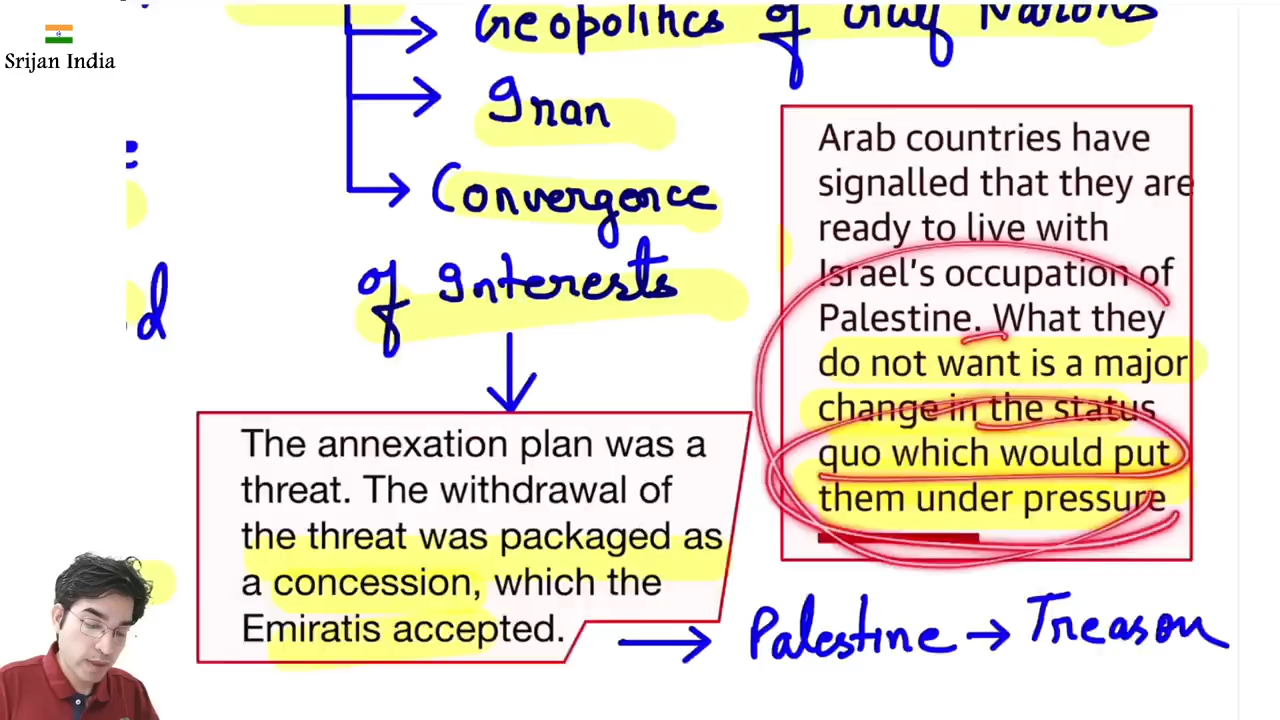 Srijan India
Geopolitics of Gulf Nations
Iran
Convergence
of Interests
Arab countries have
signalled that they are
ready to live with
Israel's occupation of
Palestine. What they
do not want is a major
change in the status
quo which would put
them under pressure
The annexation plan was a
threat. The withdrawal of
the threat was packaged as
a concession, which the
Emiratis accepted.
Palestine → Treason